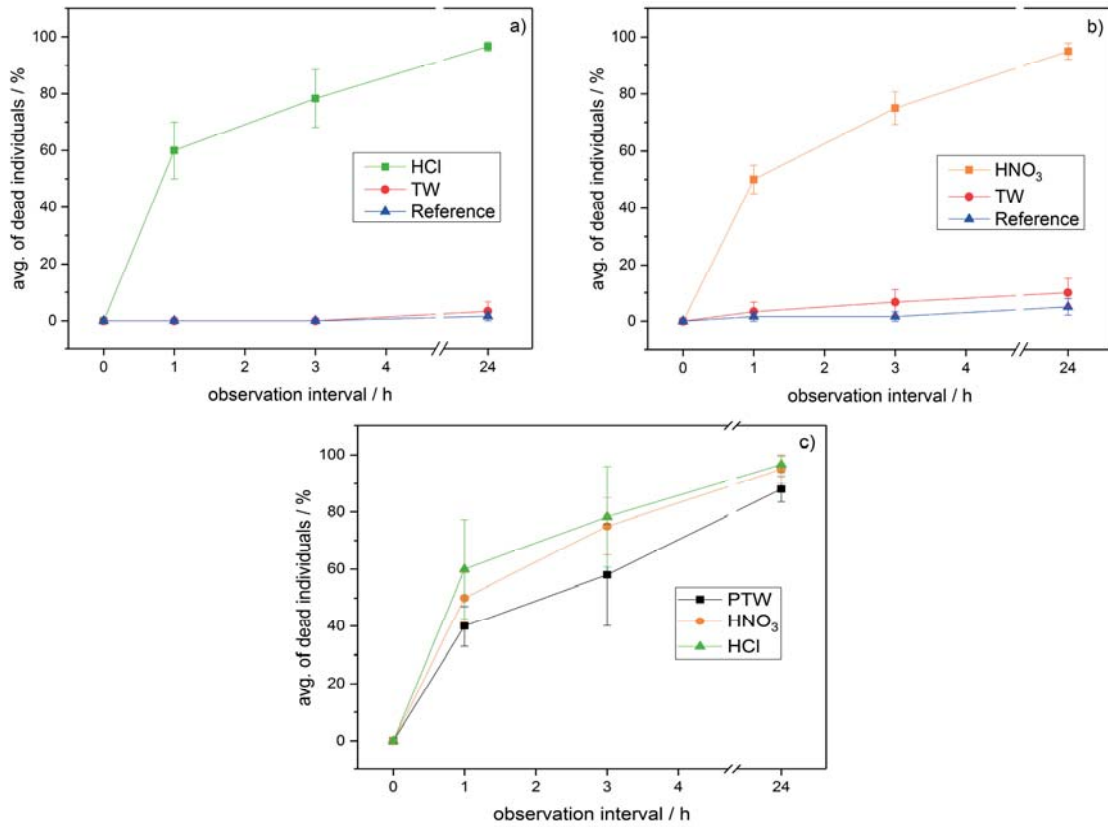 a)
100
80
60
40
20
0
avg. of dead individuals / %
HCl
TW
Reference
0 1 2 3 4 24
observation interval / h
b)
100
80
60
40
20
0
avg. of dead individuals / %
HNO₃
TW
Reference
0 1 2 3 4 24
observation interval / h
c)
100
80
60
40
20
0
avg. of dead individuals / %
PTW
HNO₃
HCl
0 1 2 3 4 24
observation interval / h